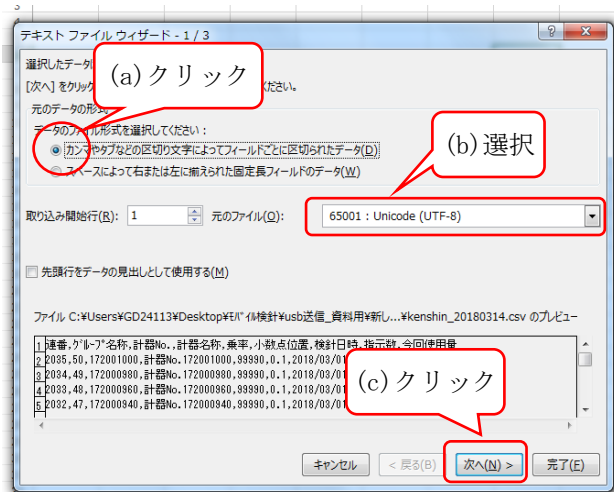 3
テキスト ファイル ウィザード - 1 / 3
選択したデータ
(a)クリック
[次へ] をクリック
ください。
元のデータの形式
データのファイル形式を選択してください：
カンマやタブなどの区切り文字によってフィールドごとに区切られたデータ(D)
スペースによって右または左に揃えられた固定長フィールドのデータ(W)
(b)選択
取り込み開始行(R): 1 元のファイル(O): 65001 : Unicode (UTF-8)
先頭行をデータの見出しとして使用する(M)
ファイル C:¥Users¥GD24113¥Desktop¥ﾓﾊﾞｲﾙ検針¥usb送信_資料用¥新し...¥kenshin_20180314.csv のプレビュー
1 連番,ｸﾞﾙｰﾌﾟ名称,計器No.,計器名称,乗率,小数点位置,検針日時,指示数,今回使用量
2 2035,50,172001000,計器No.172001000,99990,0.1,2018/03/01
3 2034,49,172000980,計器No.172000980,99990,0.1,2018/03/0
4 2033,48,172000960,計器No.172000960,99990,0.1,2018/03/0
5 2032,47,172000940,計器No.172000940,99990,0.1,2018/03/0
(c)クリック
キャンセル < 戻る(B) 次へ(N) > 完了(F)